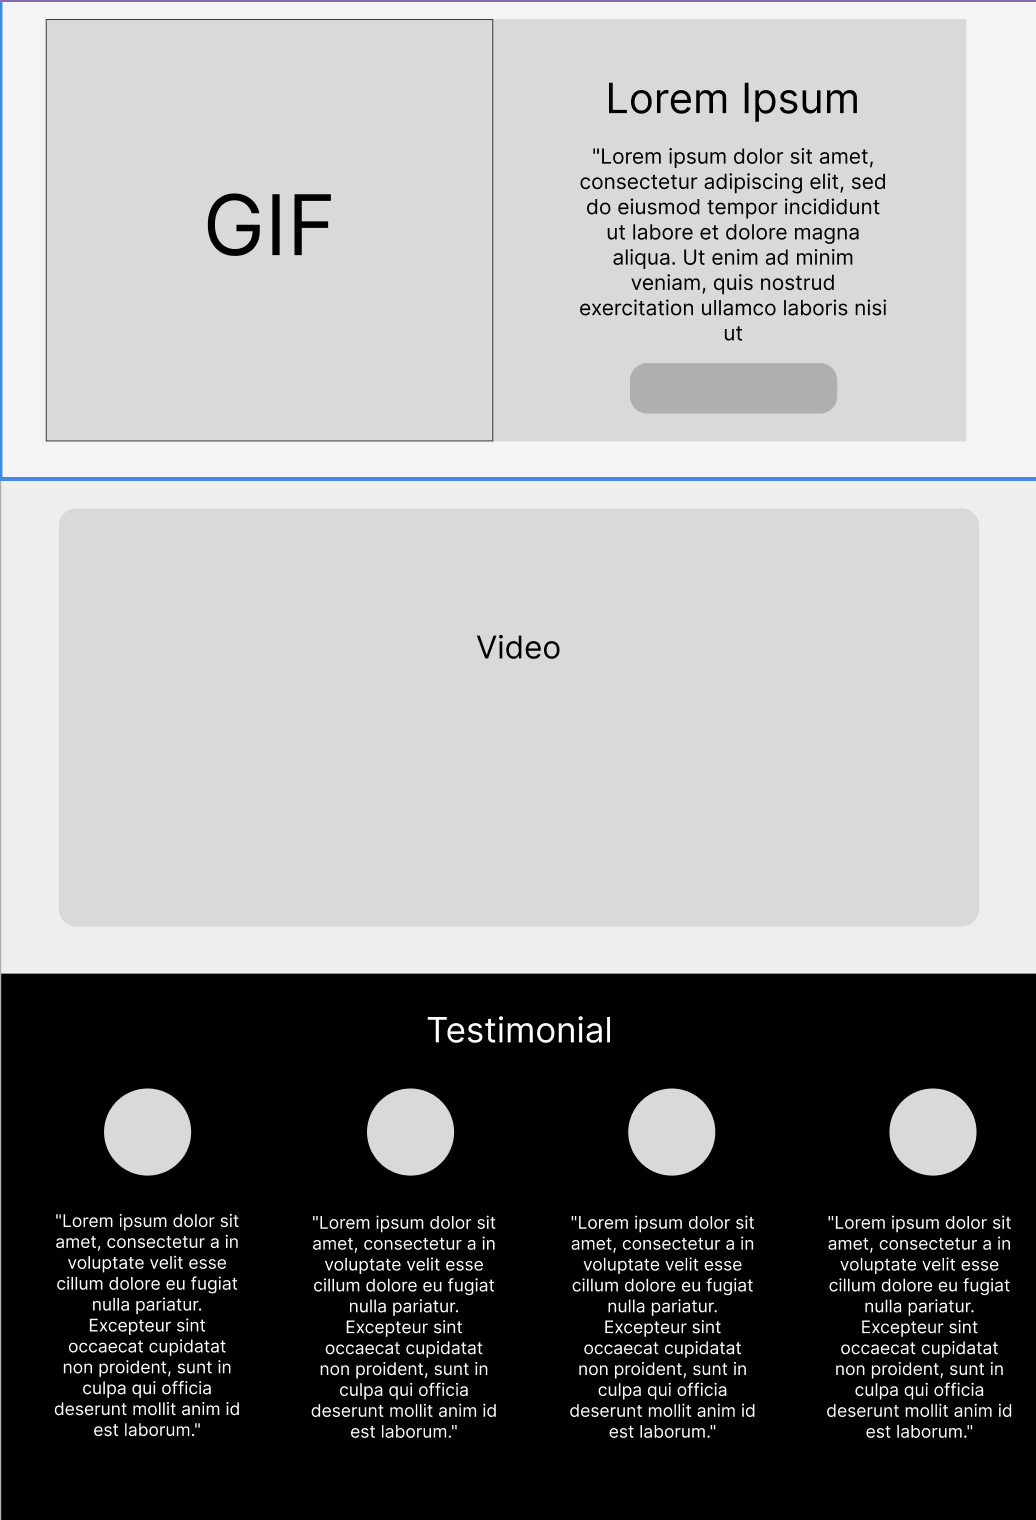 GIF
Lorem Ipsum
"Lorem ipsum dolor sit amet,
consectetur adipiscing elit, sed
do eiusmod tempor incididunt
ut labore et dolore magna
aliqua. Ut enim ad minim
veniam, quis nostrud
exercitation ullamco laboris nisi
ut
Video
Testimonial
"Lorem ipsum dolor sit
amet, consectetur a in
voluptate velit esse
cillum dolore eu fugiat
nulla pariatur.
Excepteur sint
occaecat cupidatat
non proident, sunt in
culpa qui officia
deserunt mollit anim id
est laborum."
"Lorem ipsum dolor sit
amet, consectetur a in
voluptate velit esse
cillum dolore eu fugiat
nulla pariatur.
Excepteur sint
occaecat cupidatat
non proident, sunt in
culpa qui officia
deserunt mollit anim id
est laborum."
"Lorem ipsum dolor sit
amet, consectetur a in
voluptate velit esse
cillum dolore eu fugiat
nulla pariatur.
Excepteur sint
occaecat cupidatat
non proident, sunt in
culpa qui officia
deserunt mollit anim id
est laborum."
"Lorem ipsum dolor sit
amet, consectetur a in
voluptate velit esse
cillum dolore eu fugiat
nulla pariatur.
Excepteur sint
occaecat cupidatat
non proident, sunt in
culpa qui officia
deserunt mollit anim id
est laborum."